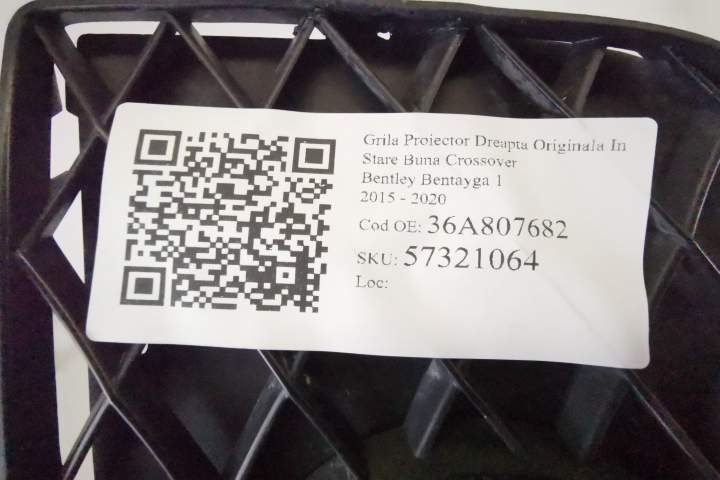 Grila Proiector Dreapta Originala In
Stare Buna Crossover
Bentley Bentayga 1
2015 - 2020
Cod OE: 36A807682
SKU: 57321064
Loc: